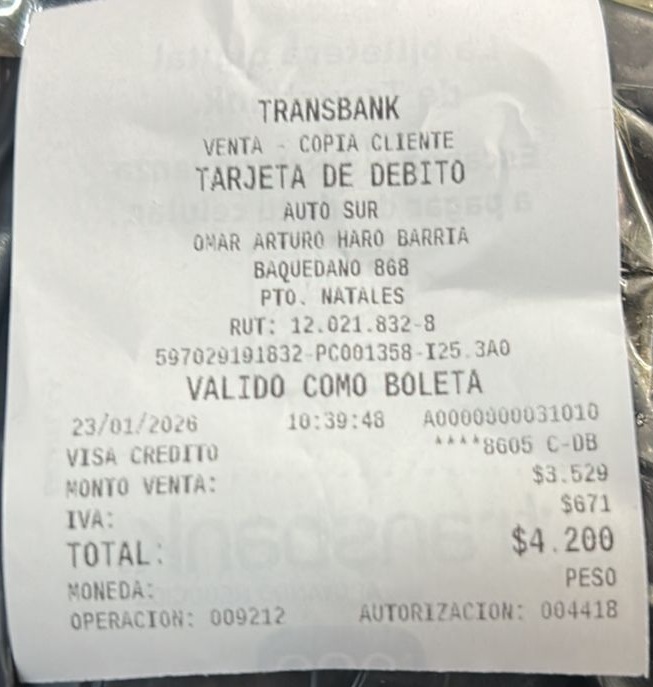 TRANSBANK
VENTA - COPIA CLIENTE
TARJETA DE DEBITO
AUTO SUR
OMAR ARTURO HARO BARRIA
BAQUEDANO 868
PTO. NATALES
RUT: 12.021.832-8
597029191832-PC001358-I25.3A0
VALIDO COMO BOLETA
23/01/2026 10:39:48 A0000000031010
VISA CREDITO ****8605 C-DB
MONTO VENTA: $3.529
IVA: $671
TOTAL: $4.200
MONEDA: PESO
OPERACION: 009212 AUTORIZACION: 004418